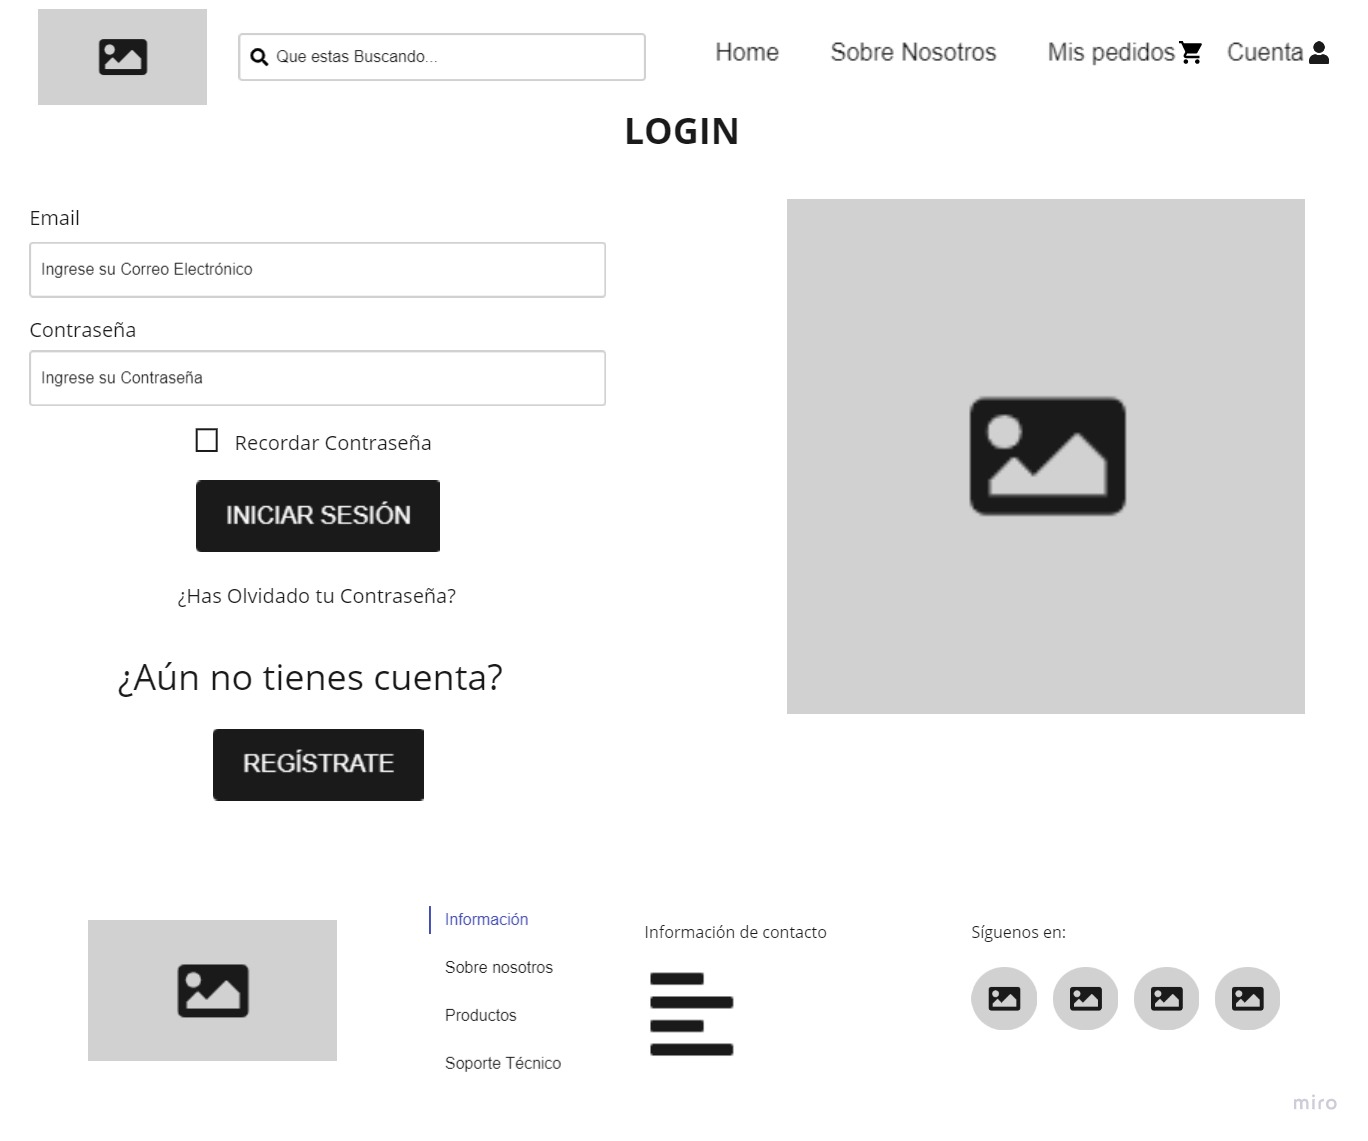 Que estas Buscando...
Home
Sobre Nosotros
Mis pedidos
Cuenta
LOGIN
Email
Ingrese su Correo Electrónico
Contraseña
Ingrese su Contraseña
Recordar Contraseña
INICIAR SESIÓN
¿Has Olvidado tu Contraseña?
¿Aún no tienes cuenta?
REGÍSTRATE
Información
Sobre nosotros
Productos
Soporte Técnico
Información de contacto
Síguenos en:
miro